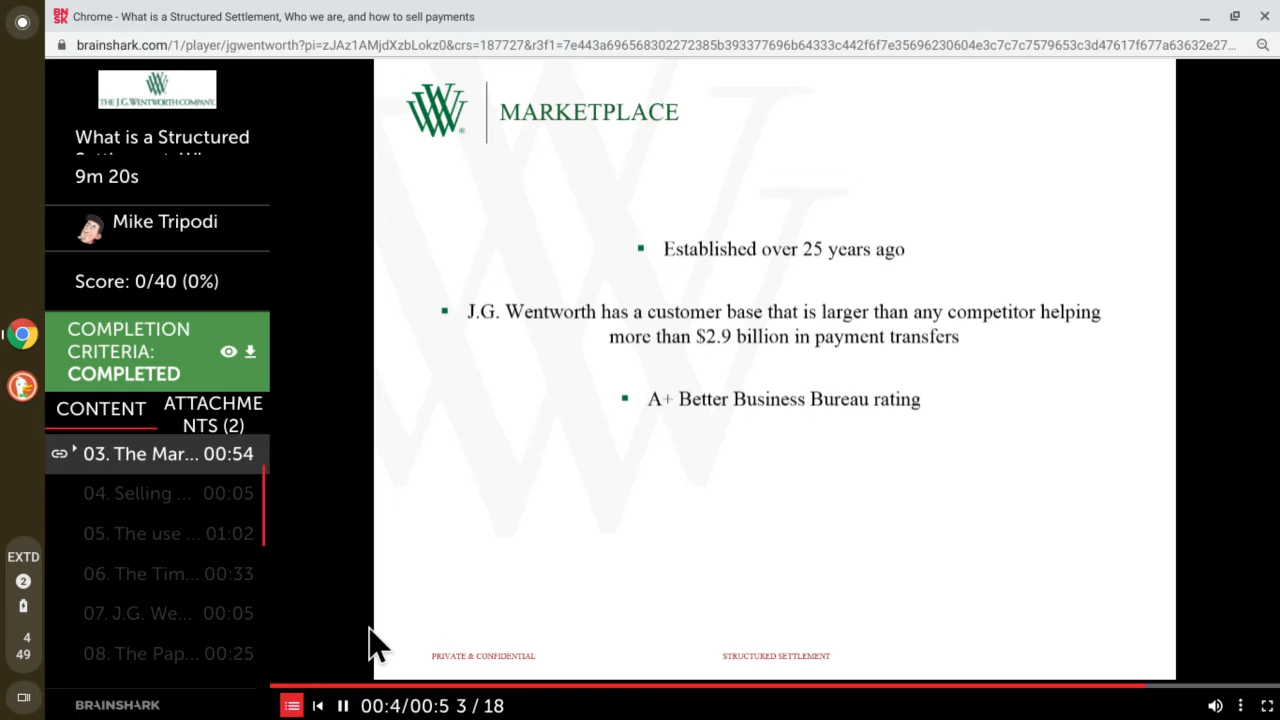 BN
SK
Chrome - What is a Structured Settlement, Who we are, and how to sell payments
brainshark.com/1/player/jgwentworth?pi=zJAz1AMjdXzbLokz0&crs=187727&r3f1=7e443a696568302272385b393377696b64333c442f6f7e35696230604e3c7c7c7579653c3d47617f677a63632e27...
THE J.G. WENTWORTH COMPANY.
What is a Structured
9m 20s
Mike Tripodi
Score: 0/40 (0%)
COMPLETION
CRITERIA:
COMPLETED
CONTENT
ATTACHME
NTS (2)
03. The Mar... 00:54
04. Selling ... 00:05
05. The use ... 01:02
06. The Tim... 00:33
07. J.G. We... 00:05
08. The Pap... 00:25
BRAINSHARK
EXTD
2
4
49
MARKETPLACE
Established over 25 years ago
J.G. Wentworth has a customer base that is larger than any competitor helping
more than $2.9 billion in payment transfers
A+ Better Business Bureau rating
PRIVATE & CONFIDENTIAL
STRUCTURED SETTLEMENT
00:4/00:5 3 / 18